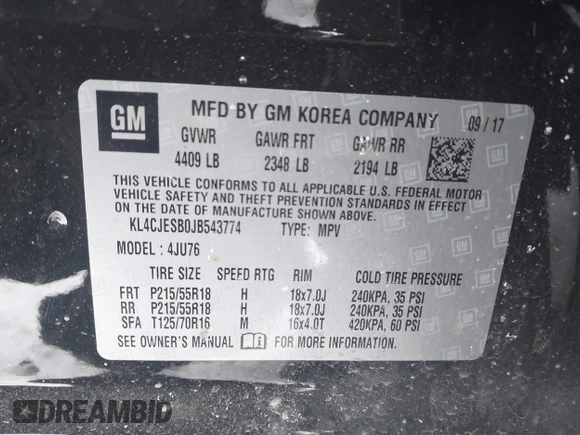 GM
MFD BY GM KOREA COMPANY 09/17
GVWR GAWR FRT GAWR RR
4409 LB 2348 LB 2194 LB
THIS VEHICLE CONFORMS TO ALL APPLICABLE U.S. FEDERAL MOTOR
VEHICLE SAFETY AND THEFT PREVENTION STANDARDS IN EFFECT ON
THE DATE OF MANUFACTURE SHOWN ABOVE.
KL4CJESB0JB543774 TYPE: MPV
MODEL: 4JU76
TIRE SIZE SPEED RTG RIM COLD TIRE PRESSURE
FRT P215/55R18 H 18x7.0J 240KPA, 35 PSI
RR P215/55R18 H 18x7.0J 240KPA, 35 PSI
SFA T125/70R16 M 16x4.0T 420KPA, 60 PSI
SEE OWNER'S MANUAL FOR MORE INFORMATION.
DREAMBID